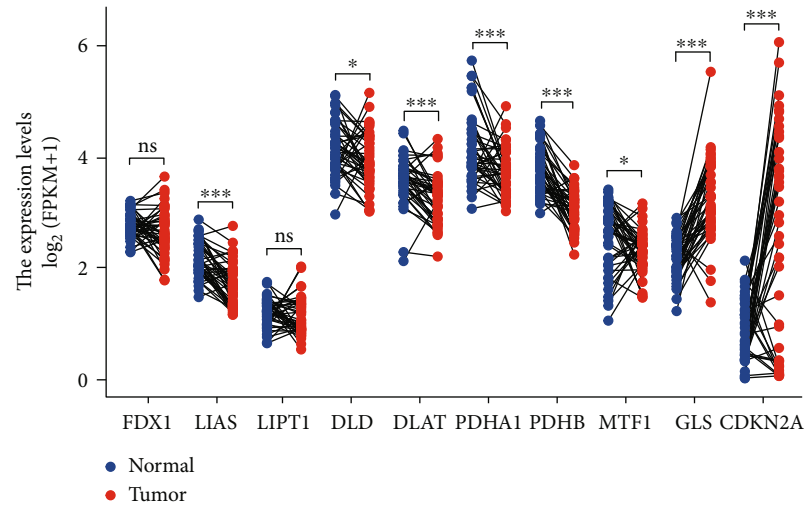 The expression levels
log₂ (FPKM+1)
6
4
2
0
ns
***
ns
*
***
***
***
*
***
***
FDX1 LIAS LIPT1 DLD DLAT PDHA1 PDHB MTF1 GLS CDKN2A
Normal
Tumor